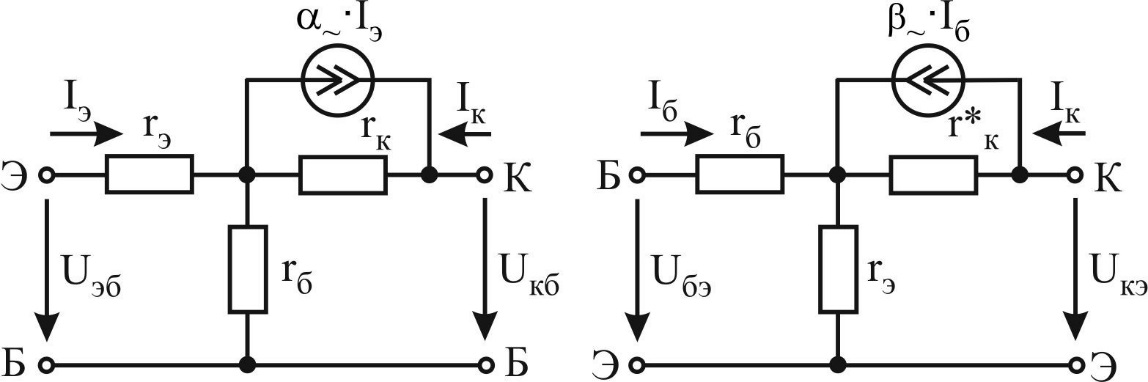 α~·Iэ
β~·Iб
Iэ
rэ
rк
Iк
Iб
rб
r*к
Iк
Э
К
Б
К
Uэб
rб
Uкб
Uбэ
rэ
Uкэ
Б
Б
Э
Э